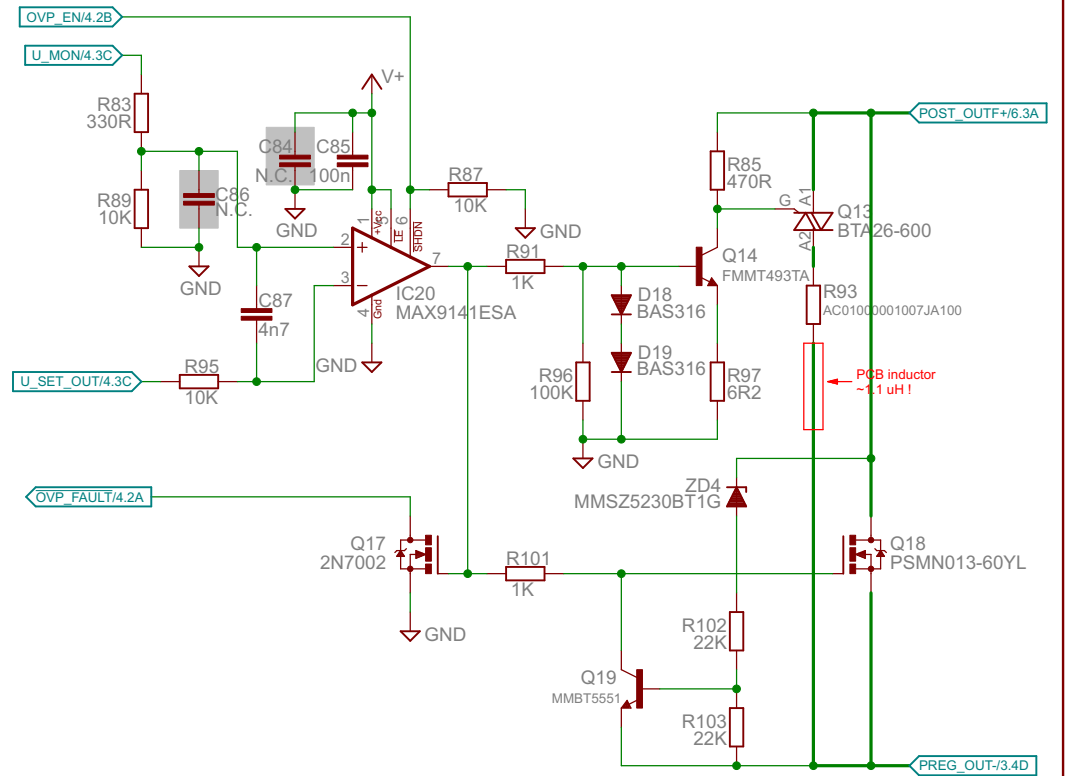 OVP_EN/4.2B
U_MON/4.3C
V+
R83
330R
POST_OUTF+/6.3A
C84
N.C.
C85
100n
R85
470R
R87
10K
R89
10K
C86
N.C.
GND
GND
1
+Vcc
5
LE
6
SHDN
GND
G
A1
A2
Q13
BTA26-600
2
+
3
−
7
4
Gnd
IC20
MAX9141ESA
R91
1K
Q14
FMMT493TA
C87
4n7
D18
BAS316
R93
AC01000001007JA100
GND
D19
BAS316
U_SET_OUT/4.3C
R95
10K
R96
100K
R97
6R2
PCB inductor
~1.1 uH !
GND
OVP_FAULT/4.2A
ZD4
MMSZ5230BT1G
Q17
2N7002
R101
1K
Q18
PSMN013-60YL
GND
R102
22K
Q19
MMBT5551
R103
22K
PREG_OUT-/3.4D